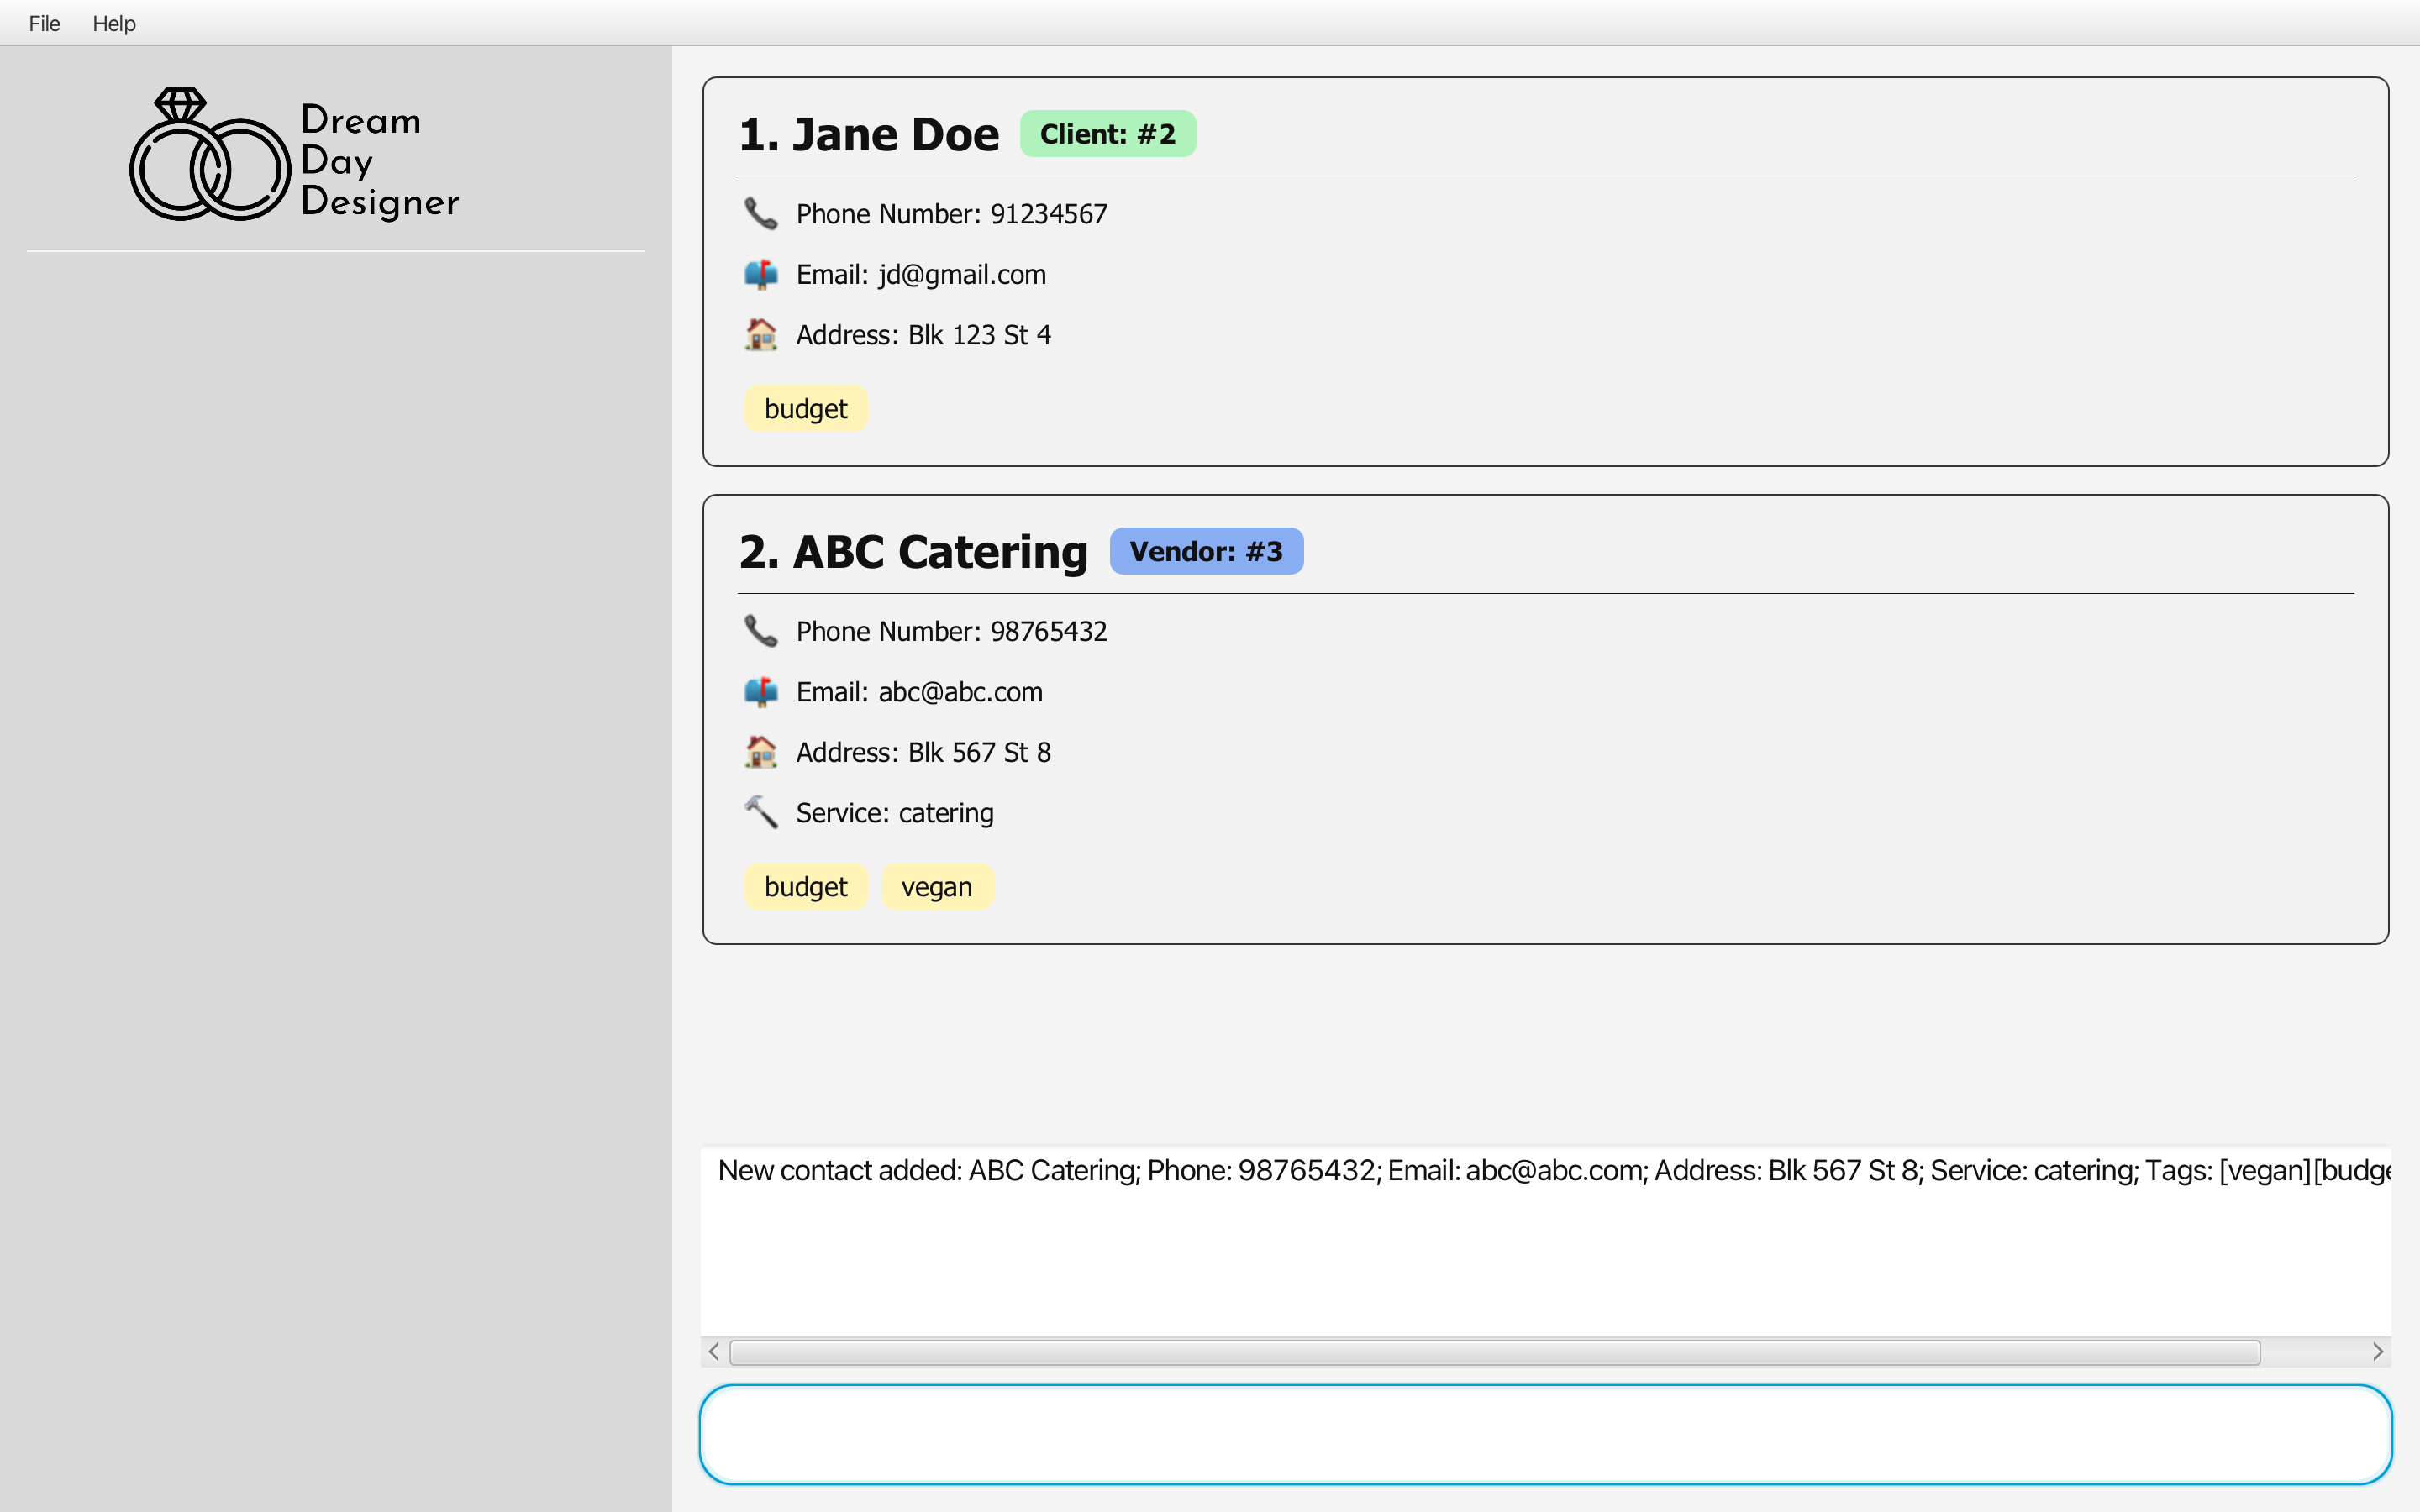 File Help
Dream
Day
Designer
1. Jane Doe Client: #2
Phone Number: 91234567
Email: jd@gmail.com
Address: Blk 123 St 4
budget
2. ABC Catering Vendor: #3
Phone Number: 98765432
Email: abc@abc.com
Address: Blk 567 St 8
Service: catering
budget vegan
New contact added: ABC Catering; Phone: 98765432; Email: abc@abc.com; Address: Blk 567 St 8; Service: catering; Tags: [vegan][budge